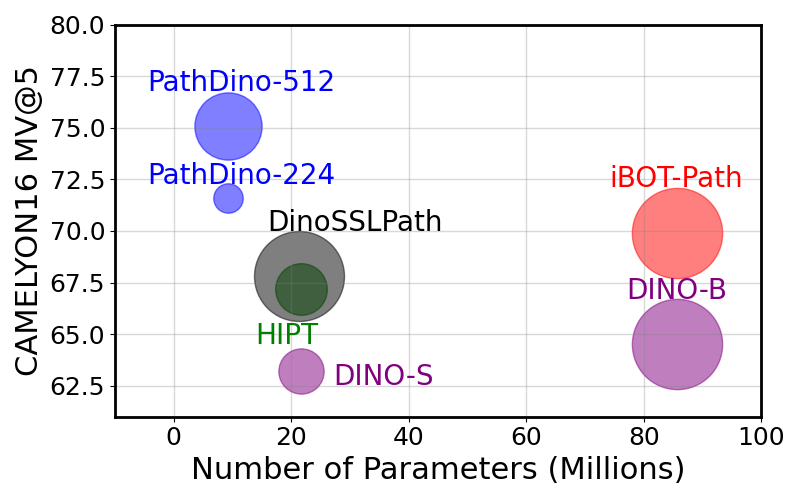 80.0
77.5
75.0
72.5
70.0
67.5
65.0
62.5
CAMELYON16 MV@5
PathDino-512
PathDino-224
iBOT-Path
DinoSSLPath
DINO-B
HIPT
DINO-S
0 20 40 60 80 100
Number of Parameters (Millions)